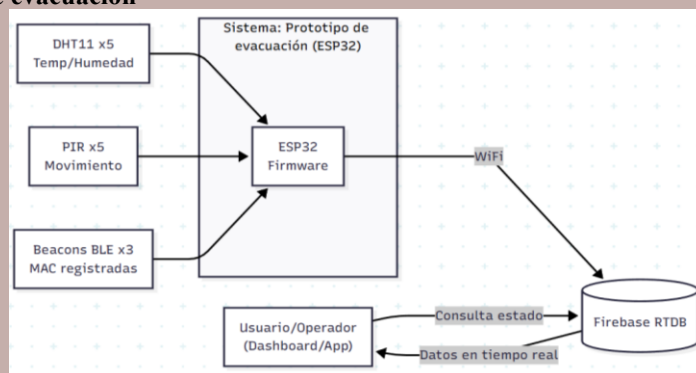 e evacuación
DHT11 x5
Temp/Humedad
Sistema: Prototipo de
evacuación (ESP32)
PIR x5
Movimiento
ESP32
Firmware
WiFi
Beacons BLE x3
MAC registradas
Usuario/Operador
(Dashboard/App)
Consulta estado
Datos en tiempo real
Firebase RTDB